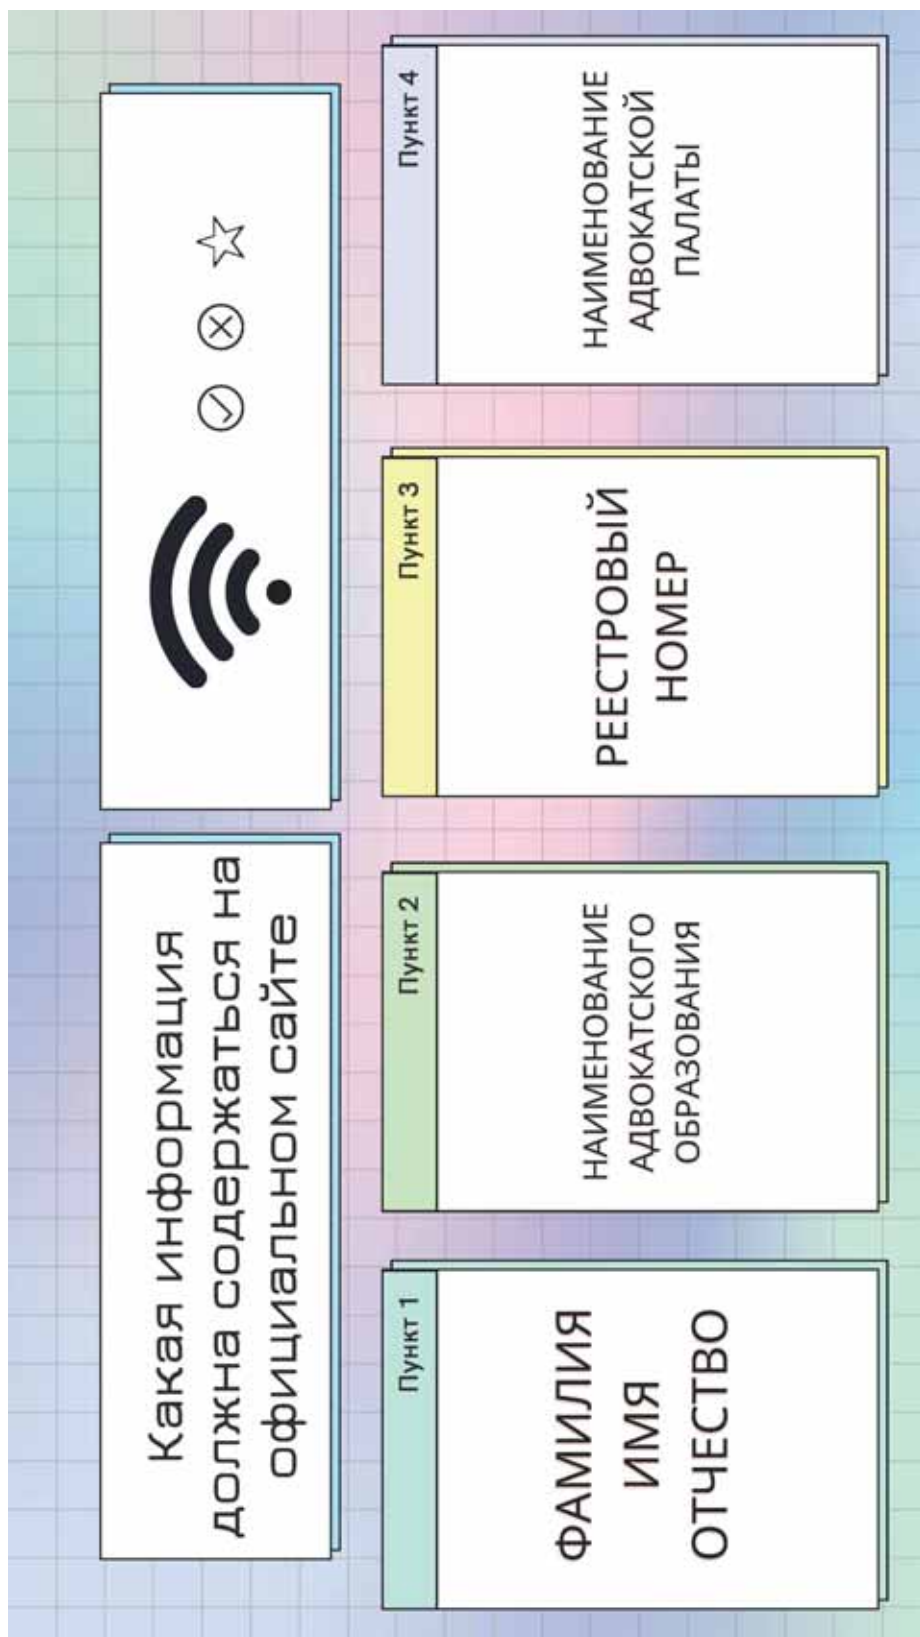 Какая информация
должна содержаться на
официальном сайте
Пункт 1
ФАМИЛИЯ
ИМЯ
ОТЧЕСТВО
Пункт 2
НАИМЕНОВАНИЕ
АДВОКАТСКОГО
ОБРАЗОВАНИЯ
Пункт 3
РЕЕСТРОВЫЙ
НОМЕР
Пункт 4
НАИМЕНОВАНИЕ
АДВОКАТСКОЙ
ПАЛАТЫ